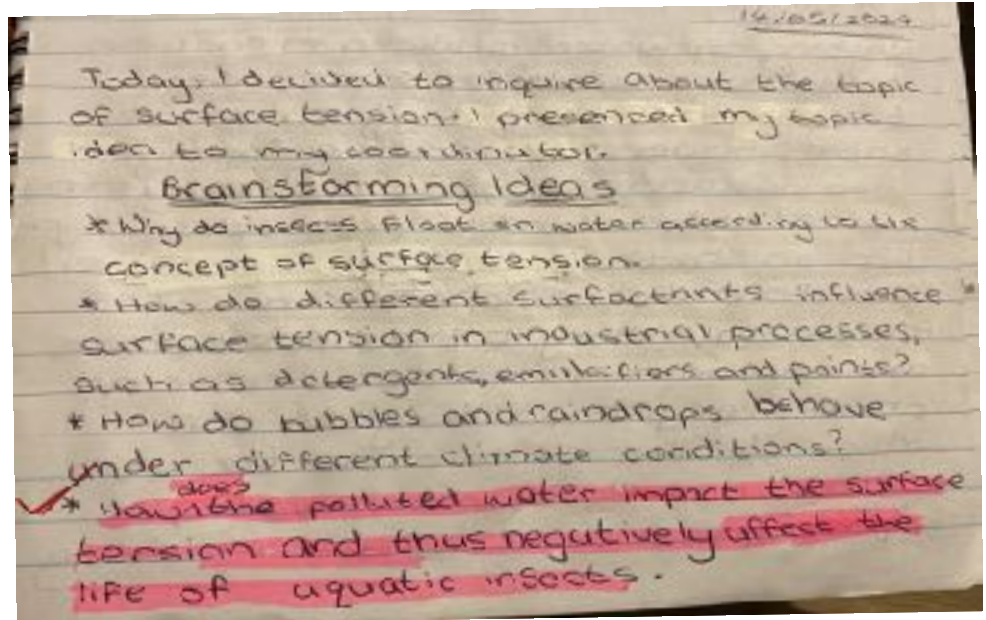 14/05/2024
Today, I decided to inquire about the topic
of surface tension. I presented my topic
idea to my coordinator.
Brainstorming Ideas
* Why do insects float on water according to the
concept of surface tension.
* How do different surfactants influence
surface tension in industrial processes,
such as detergents, emulsifiers and paints?
* How do bubbles and raindrops behave
under different climate conditions?
does
* How the polluted water impact the surface
tension and thus negatively affect the
life of aquatic insects.